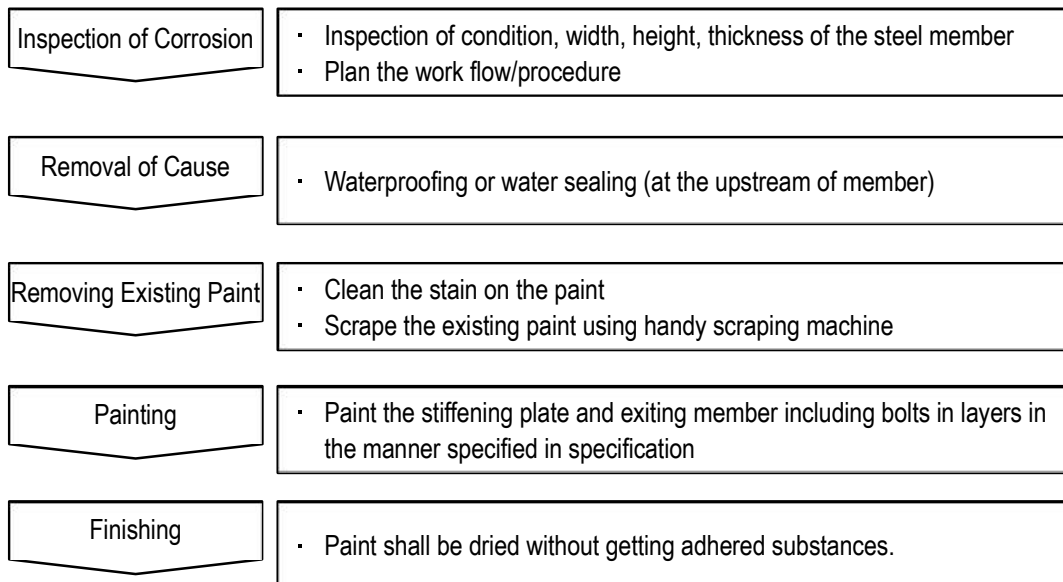 Inspection of Corrosion
· Inspection of condition, width, height, thickness of the steel member
· Plan the work flow/procedure
Removal of Cause
· Waterproofing or water sealing (at the upstream of member)
Removing Existing Paint
· Clean the stain on the paint
· Scrape the existing paint using handy scraping machine
Painting
· Paint the stiffening plate and exiting member including bolts in layers in
the manner specified in specification
Finishing
· Paint shall be dried without getting adhered substances.